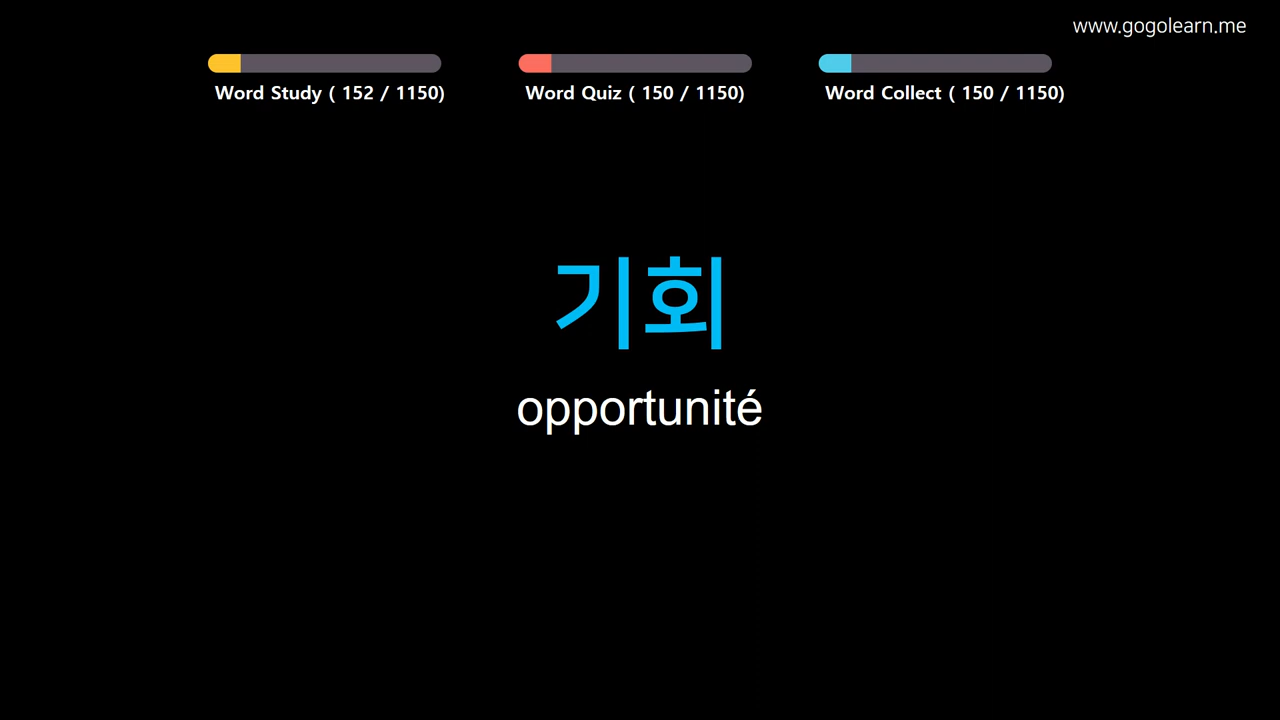 www.gogolearn.me
Word Study ( 152 / 1150)
Word Quiz ( 150 / 1150)
Word Collect ( 150 / 1150)
기회
opportunité